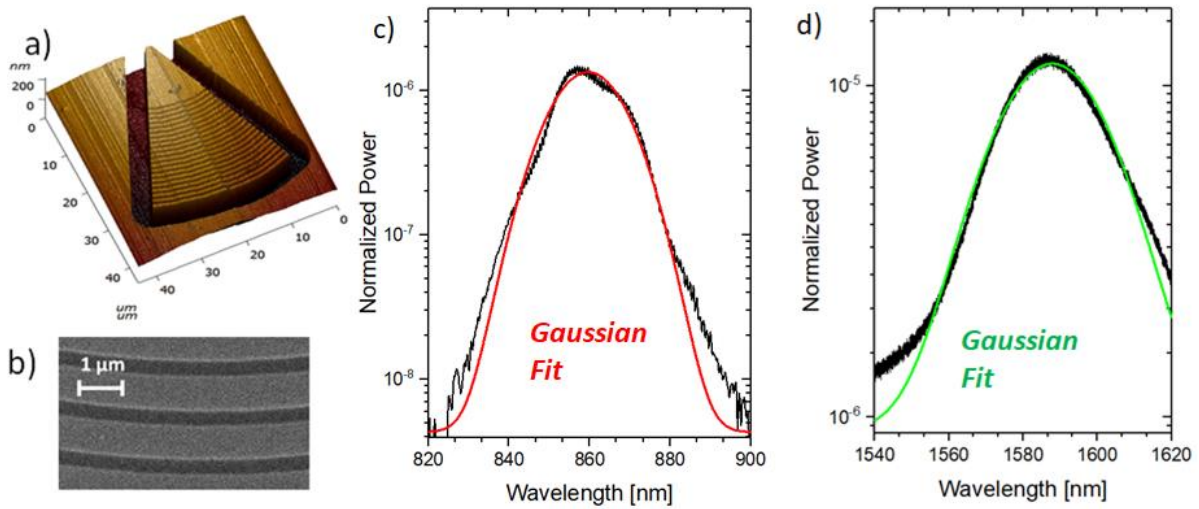 a)
nm
200
0
0
10
20
30
40
40
30
20
10
0
um
um
b)
1 μm
c)
Normalized Power
10⁻⁶
10⁻⁷
10⁻⁸
Gaussian
Fit
820 840 860 880 900
Wavelength [nm]
d)
Normalized Power
10⁻⁵
10⁻⁶
Gaussian
Fit
1540 1560 1580 1600 1620
Wavelength [nm]